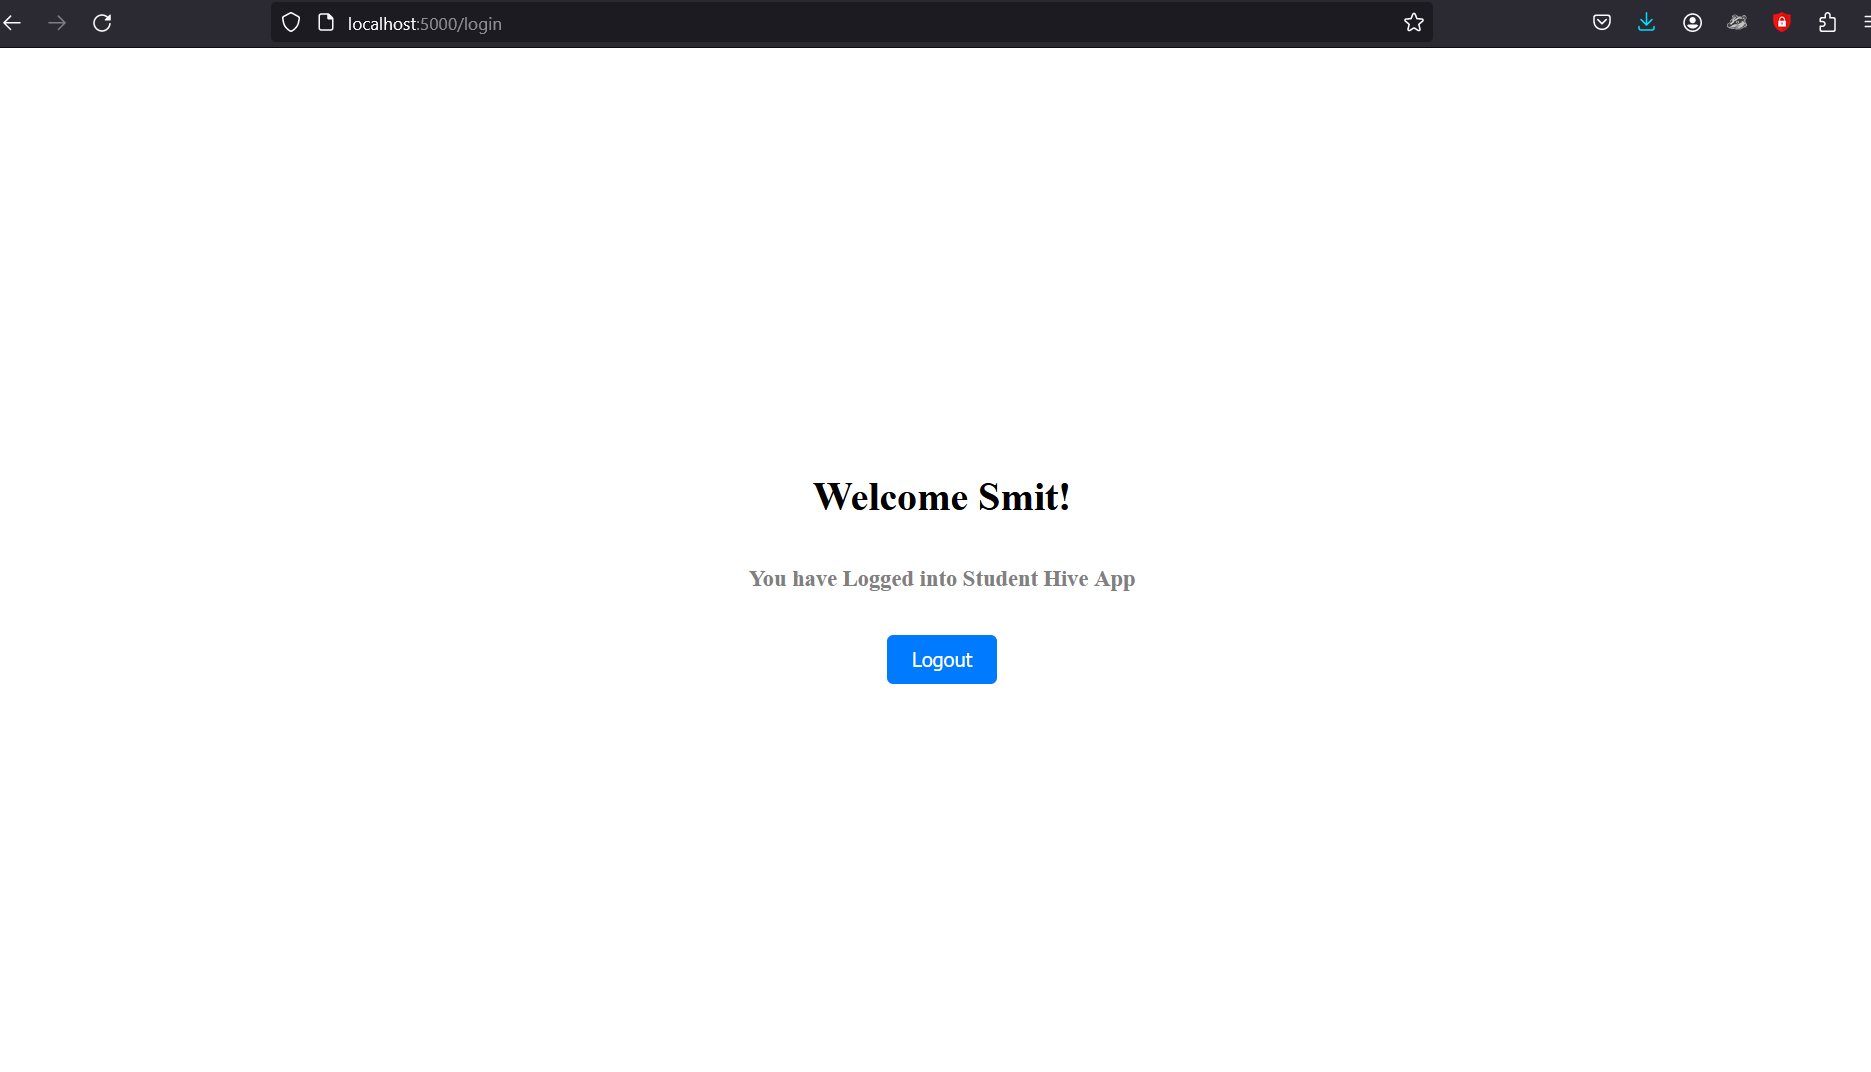 localhost:5000/login
Welcome Smit!
You have Logged into Student Hive App
Logout